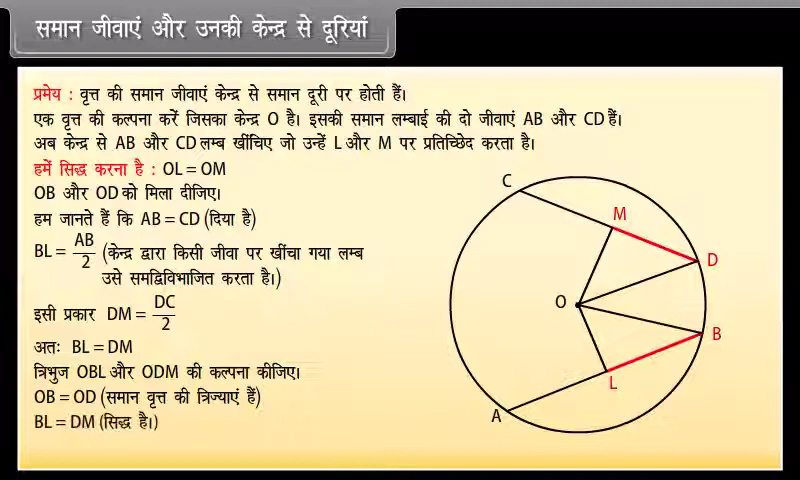 समान जीवाएं और उनकी केन्द्र से दूरियां
प्रमेय : वृत्त की समान जीवाएं केन्द्र से समान दूरी पर होती हैं।
एक वृत्त की कल्पना करें जिसका केन्द्र O है। इसकी समान लम्बाई की दो जीवाएं AB और CD हैं।
अब केन्द्र से AB और CD लम्ब खींचिए जो उन्हें L और M पर प्रतिच्छेद करता है।
हमें सिद्ध करना है : OL = OM
OB और OD को मिला दीजिए।
हम जानते हैं कि AB = CD (दिया है)
BL = AB/2 (केन्द्र द्वारा किसी जीवा पर खींचा गया लम्ब
उसे समद्विविभाजित करता है।)
इसी प्रकार DM = DC/2
अतः BL = DM
त्रिभुज OBL और ODM की कल्पना कीजिए।
OB = OD (समान वृत्त की त्रिज्याएं हैं)
BL = DM (सिद्ध है।)
C
M
D
O
B
L
A